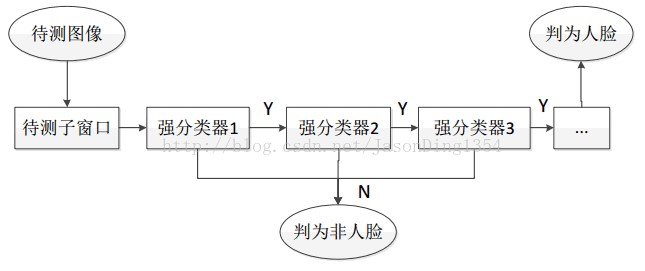 待测图像
判为人脸
待测子窗口
强分类器1
Y
强分类器2
Y
强分类器3
Y
...
http://blog.csdn.net/JasonDing1354
N
判为非人脸